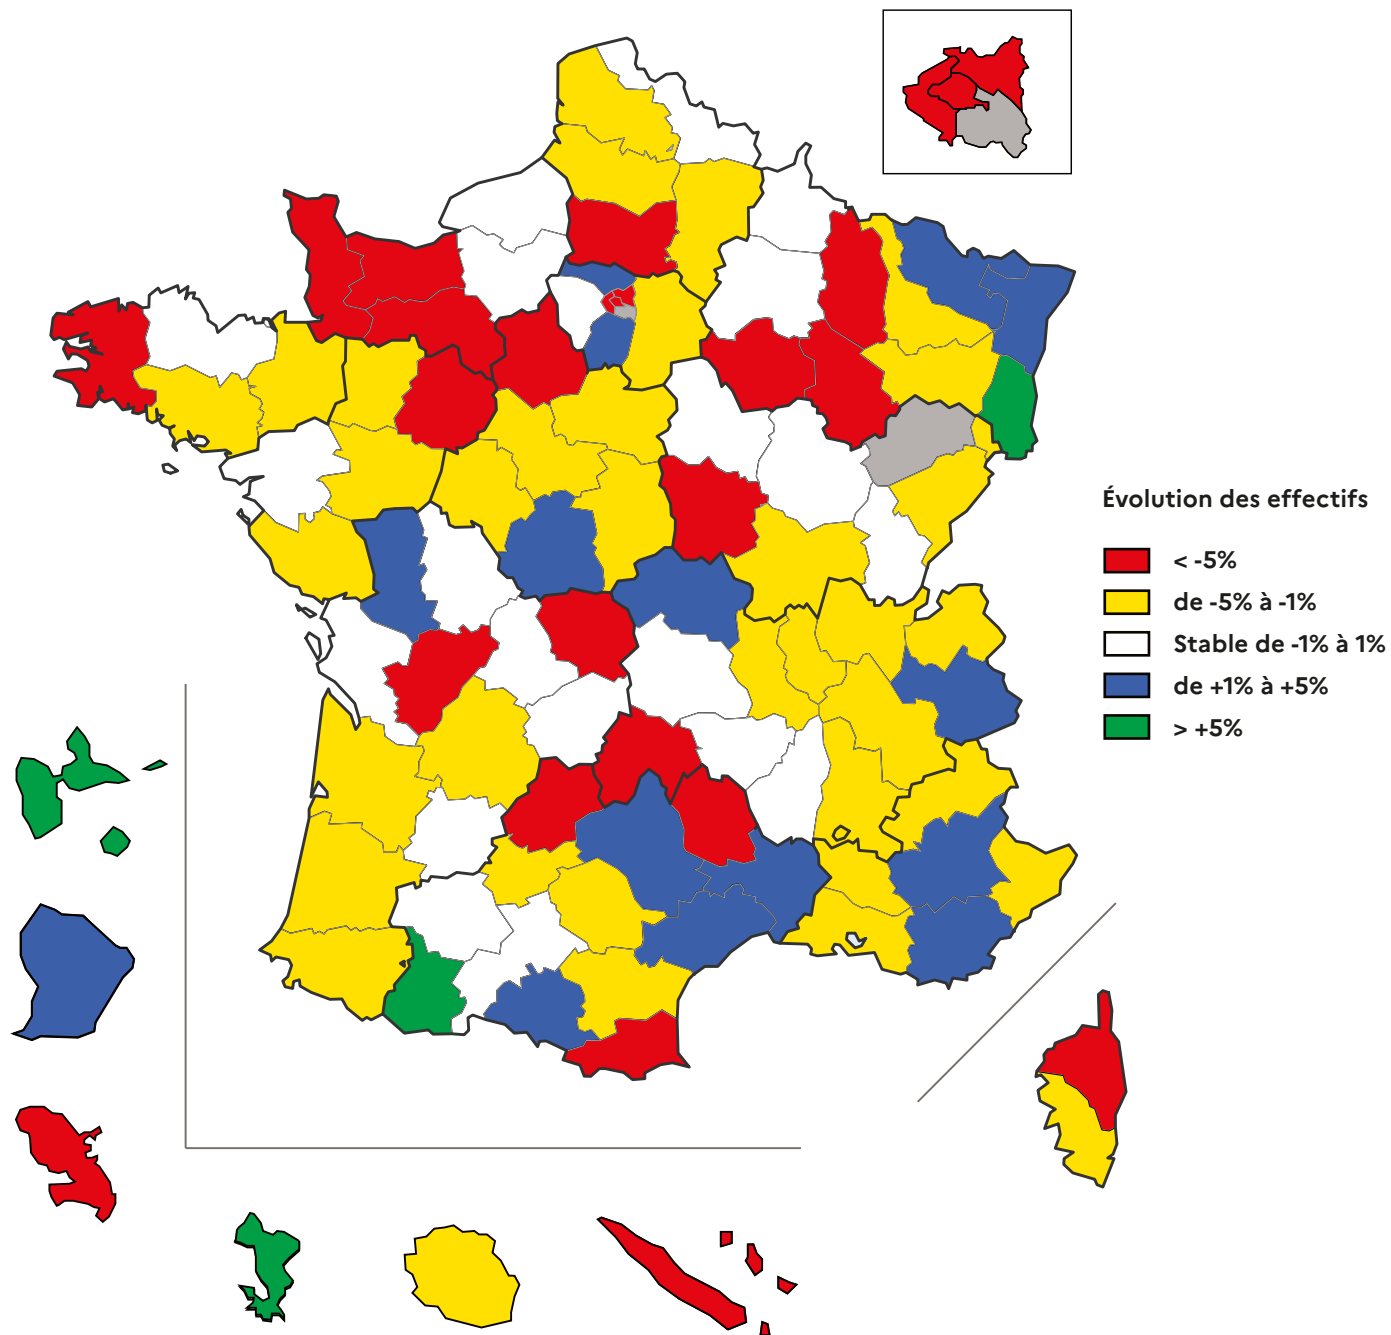 Évolution des effectifs
< -5%
de -5% à -1%
Stable de -1% à 1%
de +1% à +5%
> +5%